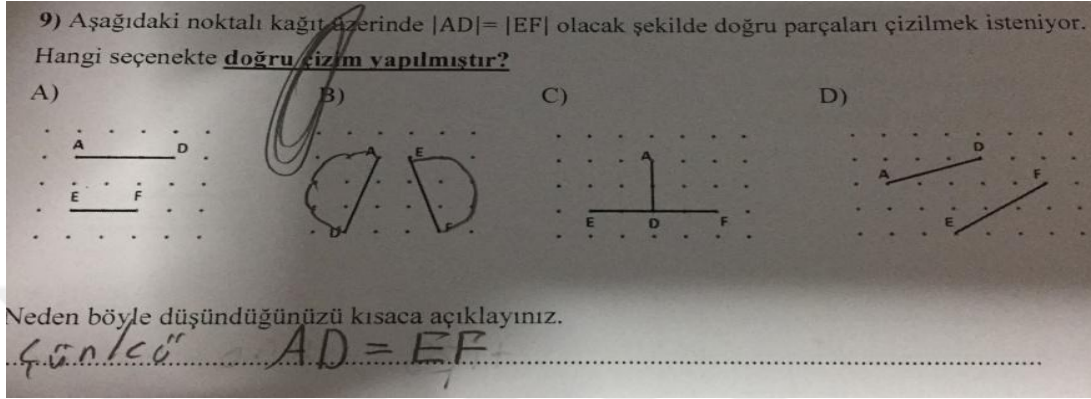 9) Aşağıdaki noktalı kağıt üzerinde |AD|= |EF| olacak şekilde doğru parçaları çizilmek isteniyor.
Hangi seçenekte doğru çizim yapılmıştır?
A) B) C) D)
A D
E F
A E
D F
A
E D F
D
A F
E
Neden böyle düşündüğünüzü kısaca açıklayınız.
Çünkü AD = EF